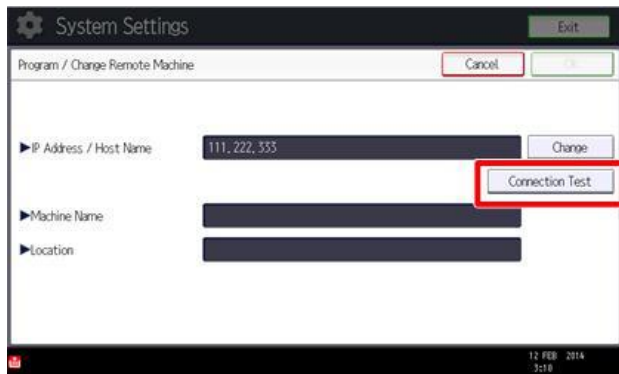 System Settings
Exit
Program / Change Remote Machine
Cancel
OK
▶IP Address / Host Name
111, 222, 333
Change
Connection Test
▶Machine Name
▶Location
12 FEB 2014
3:18